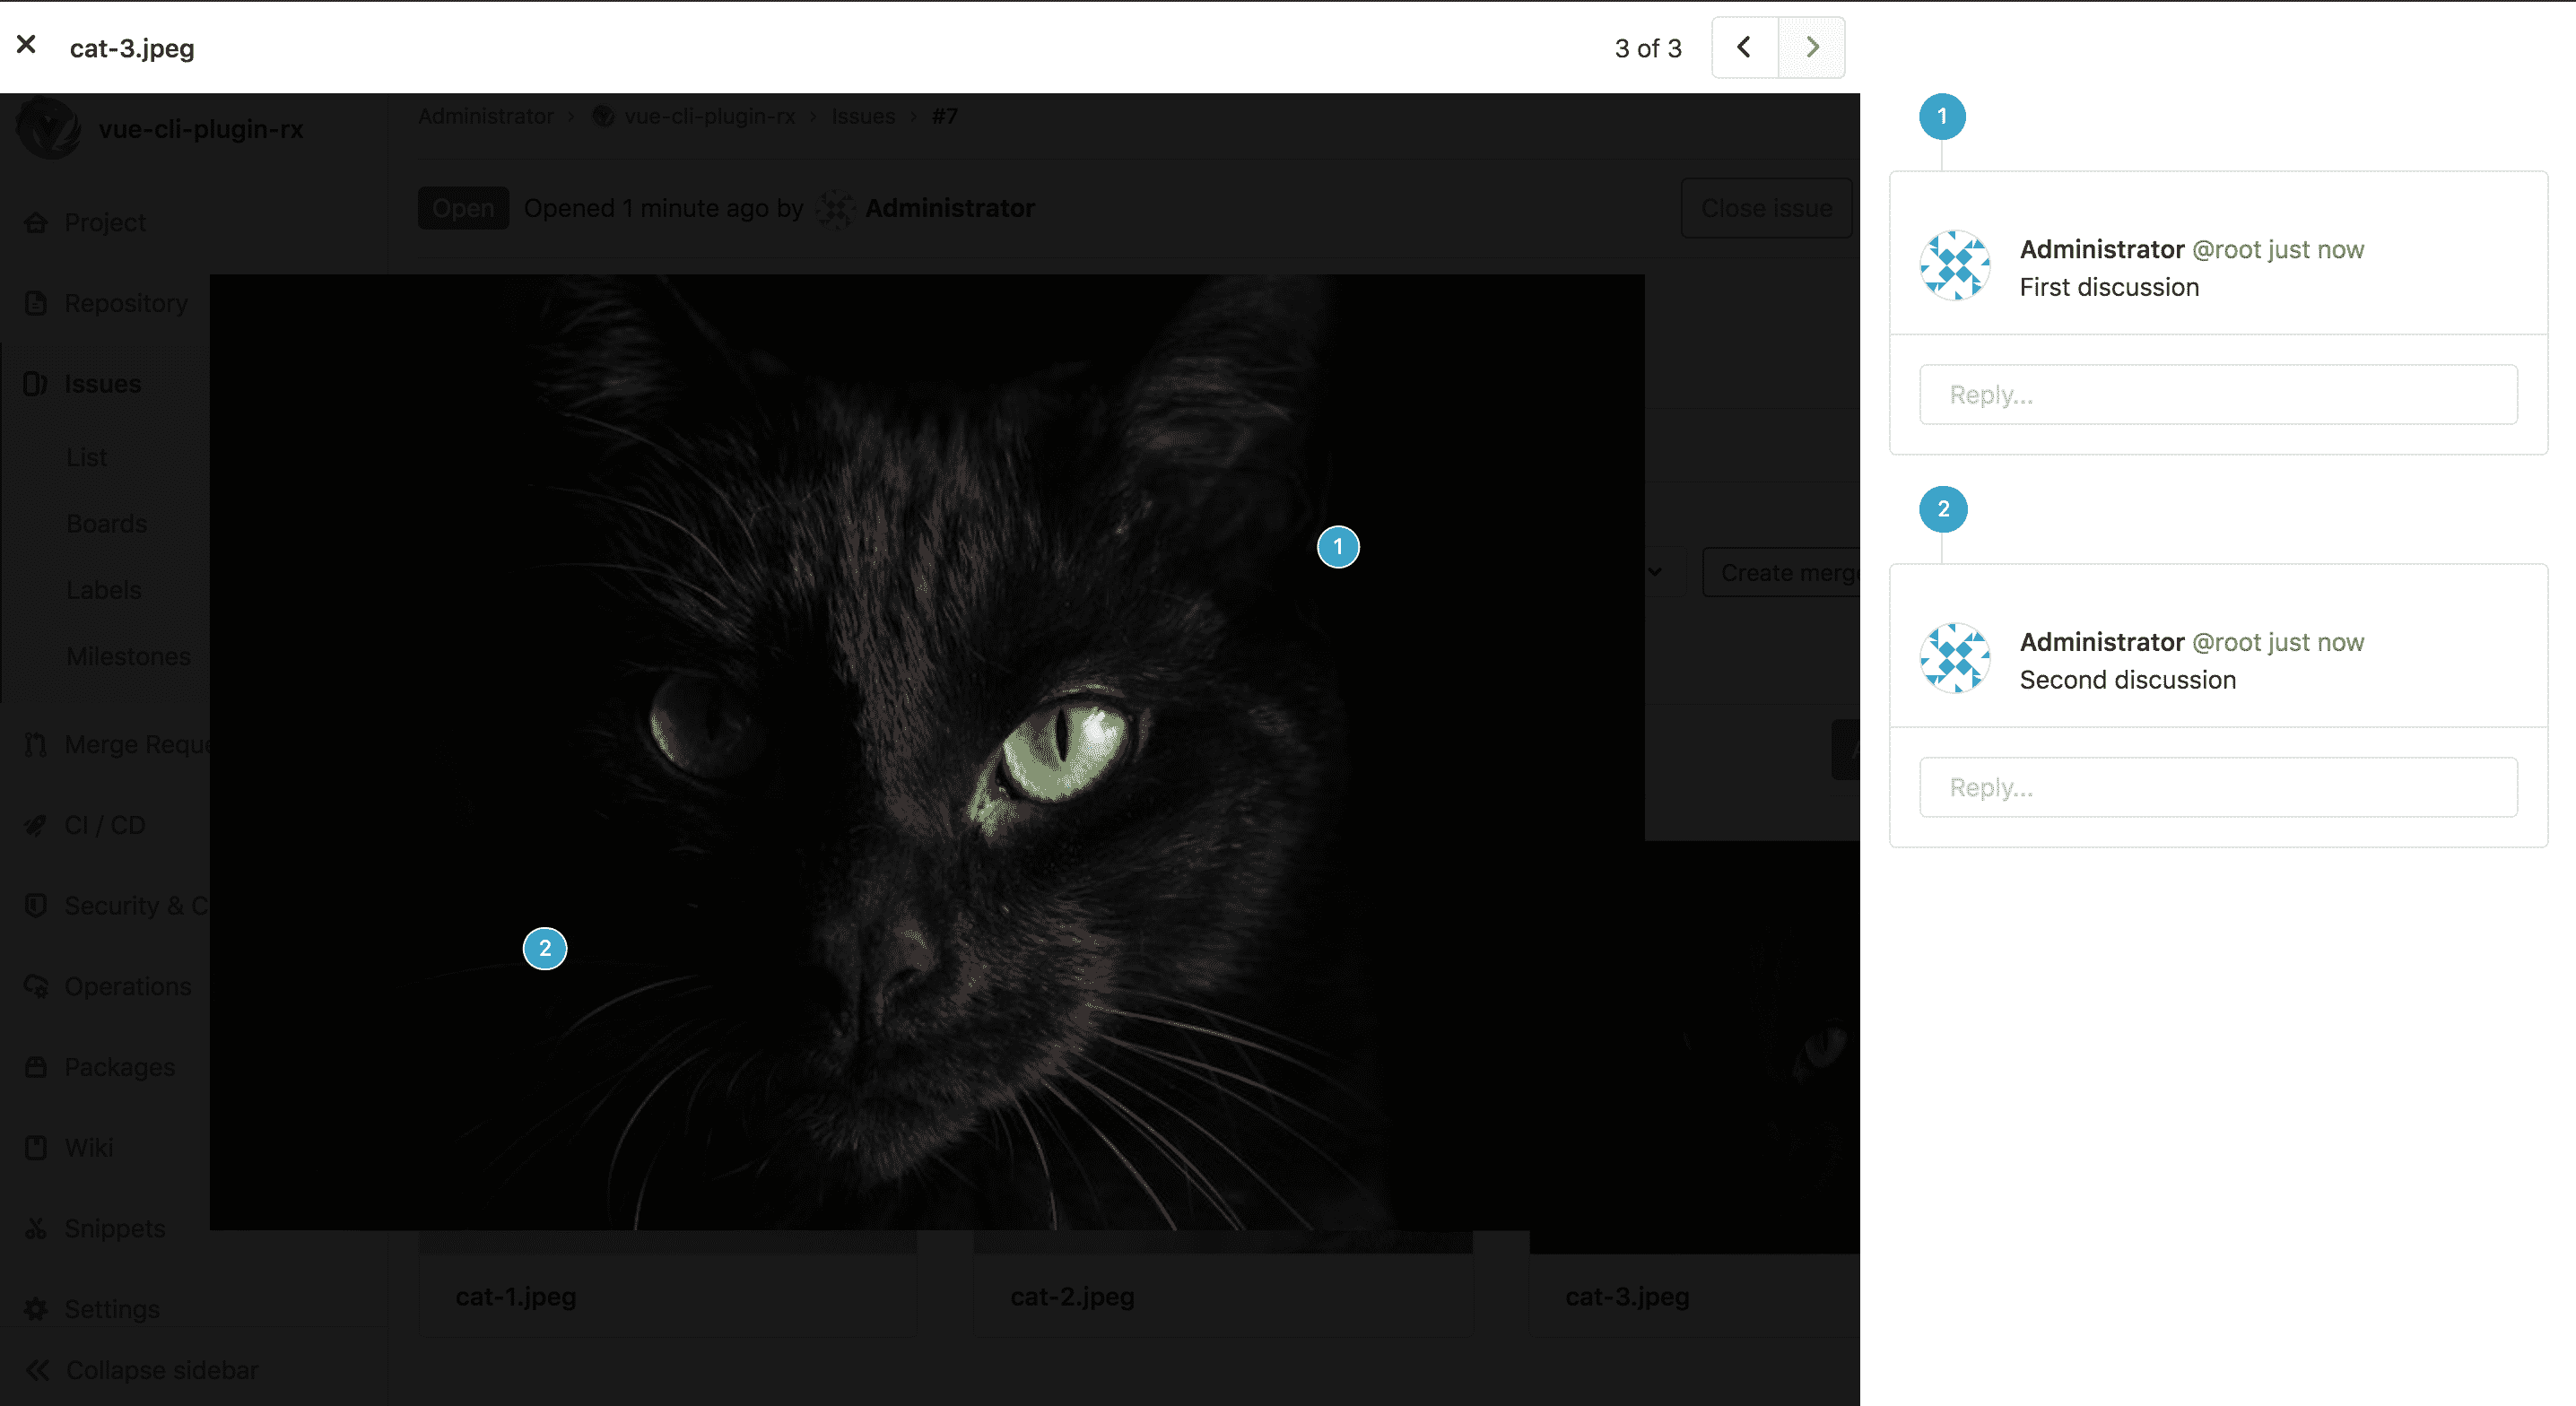 cat-3.jpeg
3 of 3
vue-cli-plugin-rx
Administrator › vue-cli-plugin-rx › Issues › #7
Open Opened 1 minute ago by Administrator
Close issue
Project
Repository
Issues
List
Boards
Labels
Milestones
Merge Reque
CI / CD
Security & C
Operations
Packages
Wiki
Snippets
Settings
Collapse sidebar
1
2
Create merge
cat-1.jpeg
cat-2.jpeg
cat-3.jpeg
1
Administrator @root just now
First discussion
Reply...
2
Administrator @root just now
Second discussion
Reply...